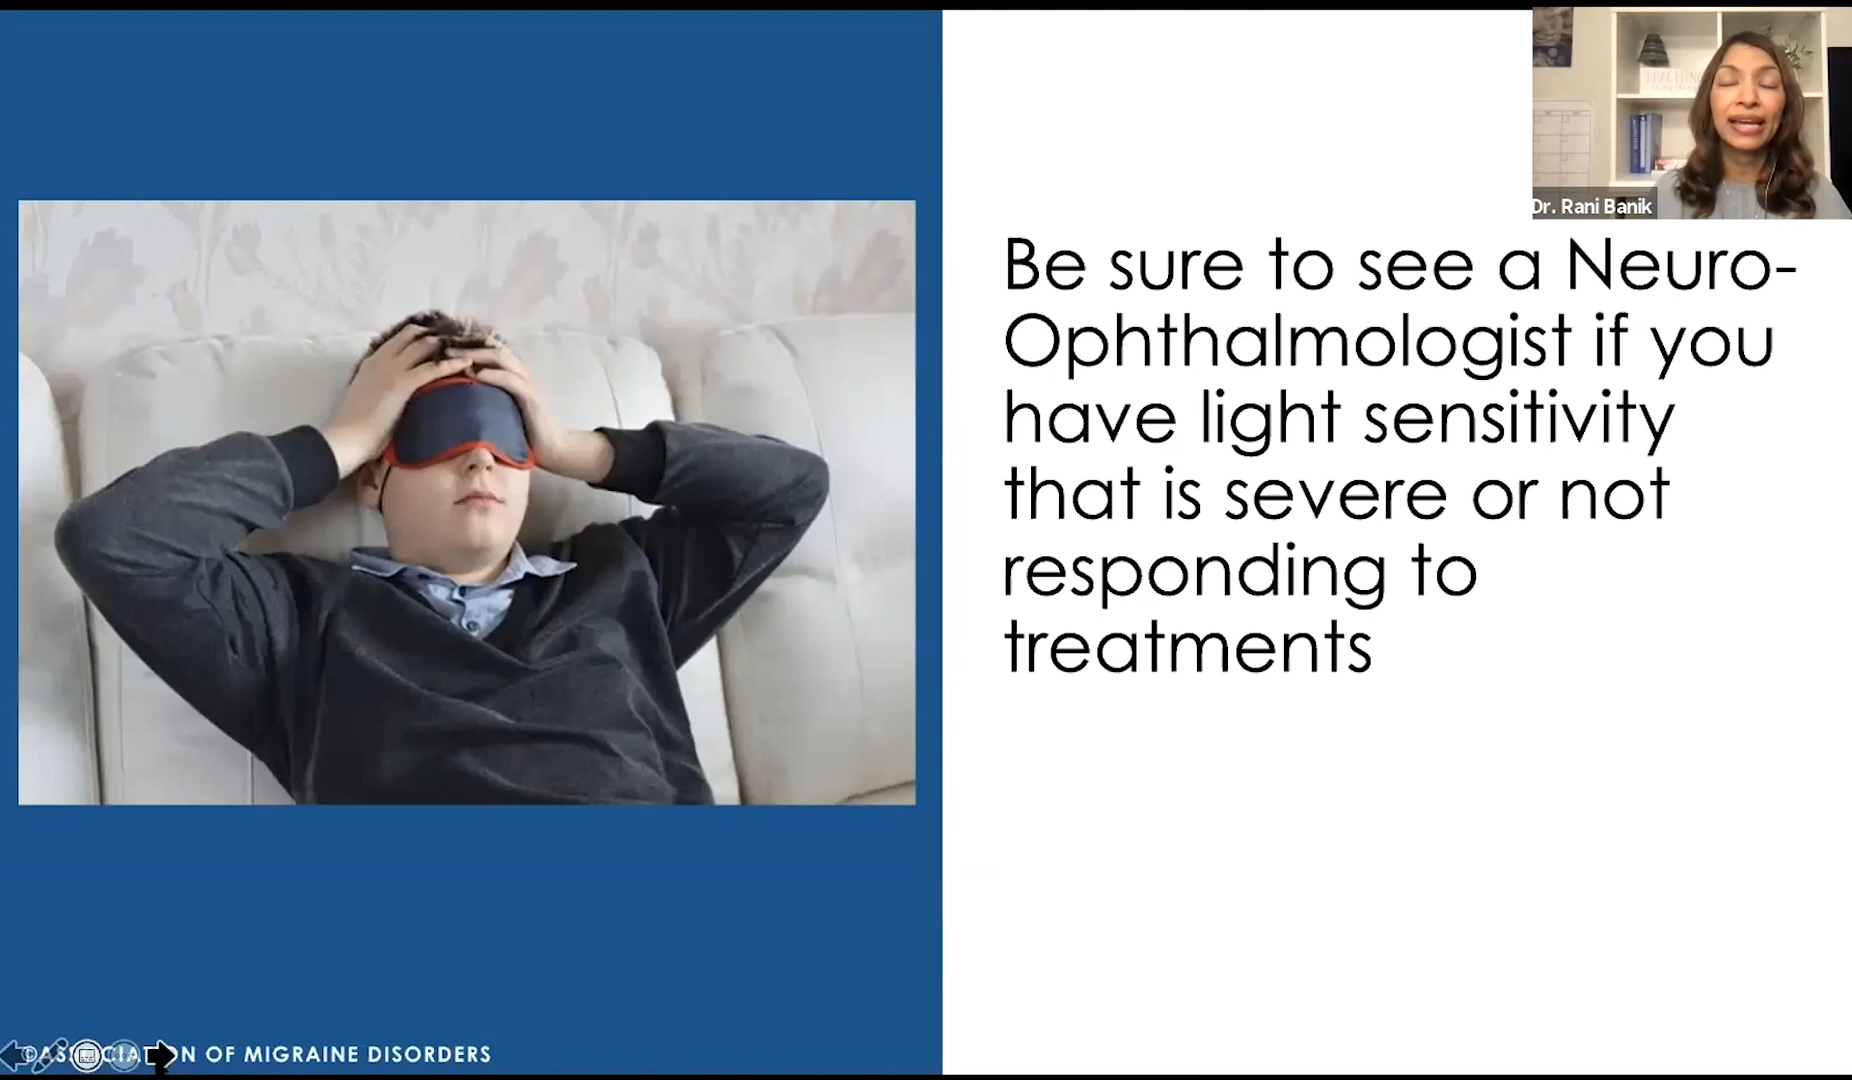 Dr. Rani Banik
Be sure to see a Neuro-
Ophthalmologist if you
have light sensitivity
that is severe or not
responding to
treatments
©ASSOCIATION OF MIGRAINE DISORDERS